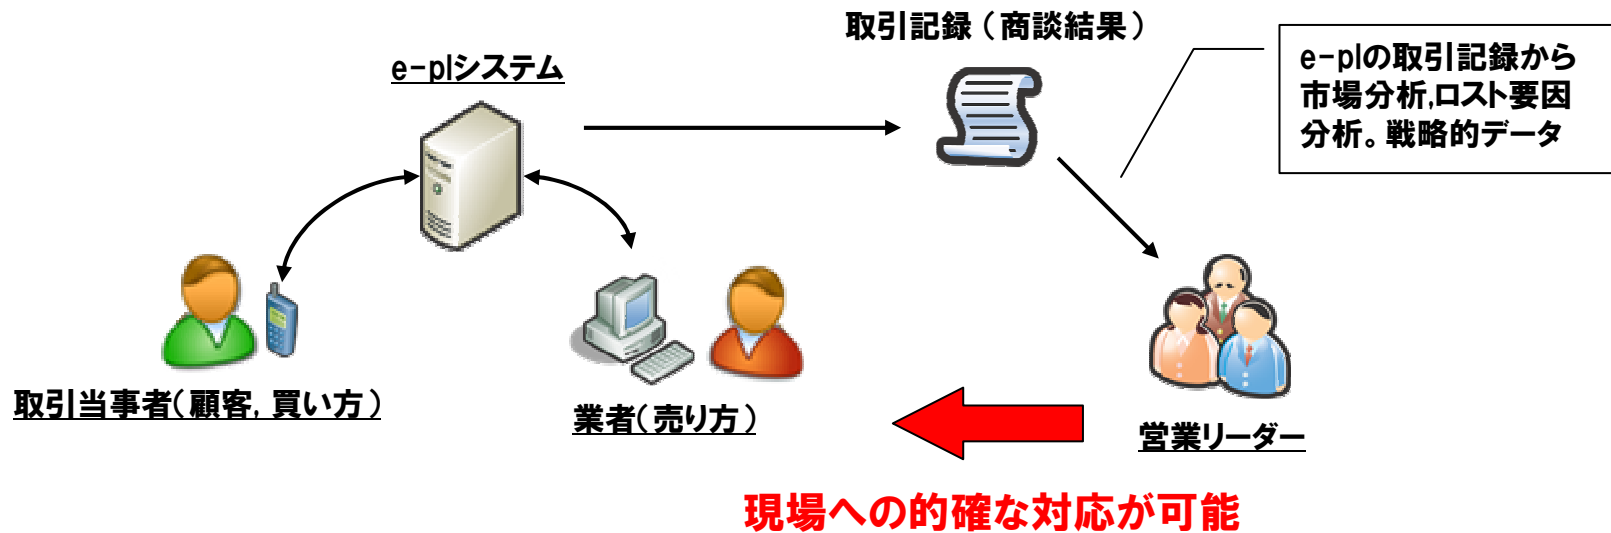 取引記録(商談結果)
e-plシステム
e-plの取引記録から
市場分析,ロスト要因
分析。戦略的データ
取引当事者(顧客,買い方)
業者(売り方)
営業リーダー
現場への的確な対応が可能